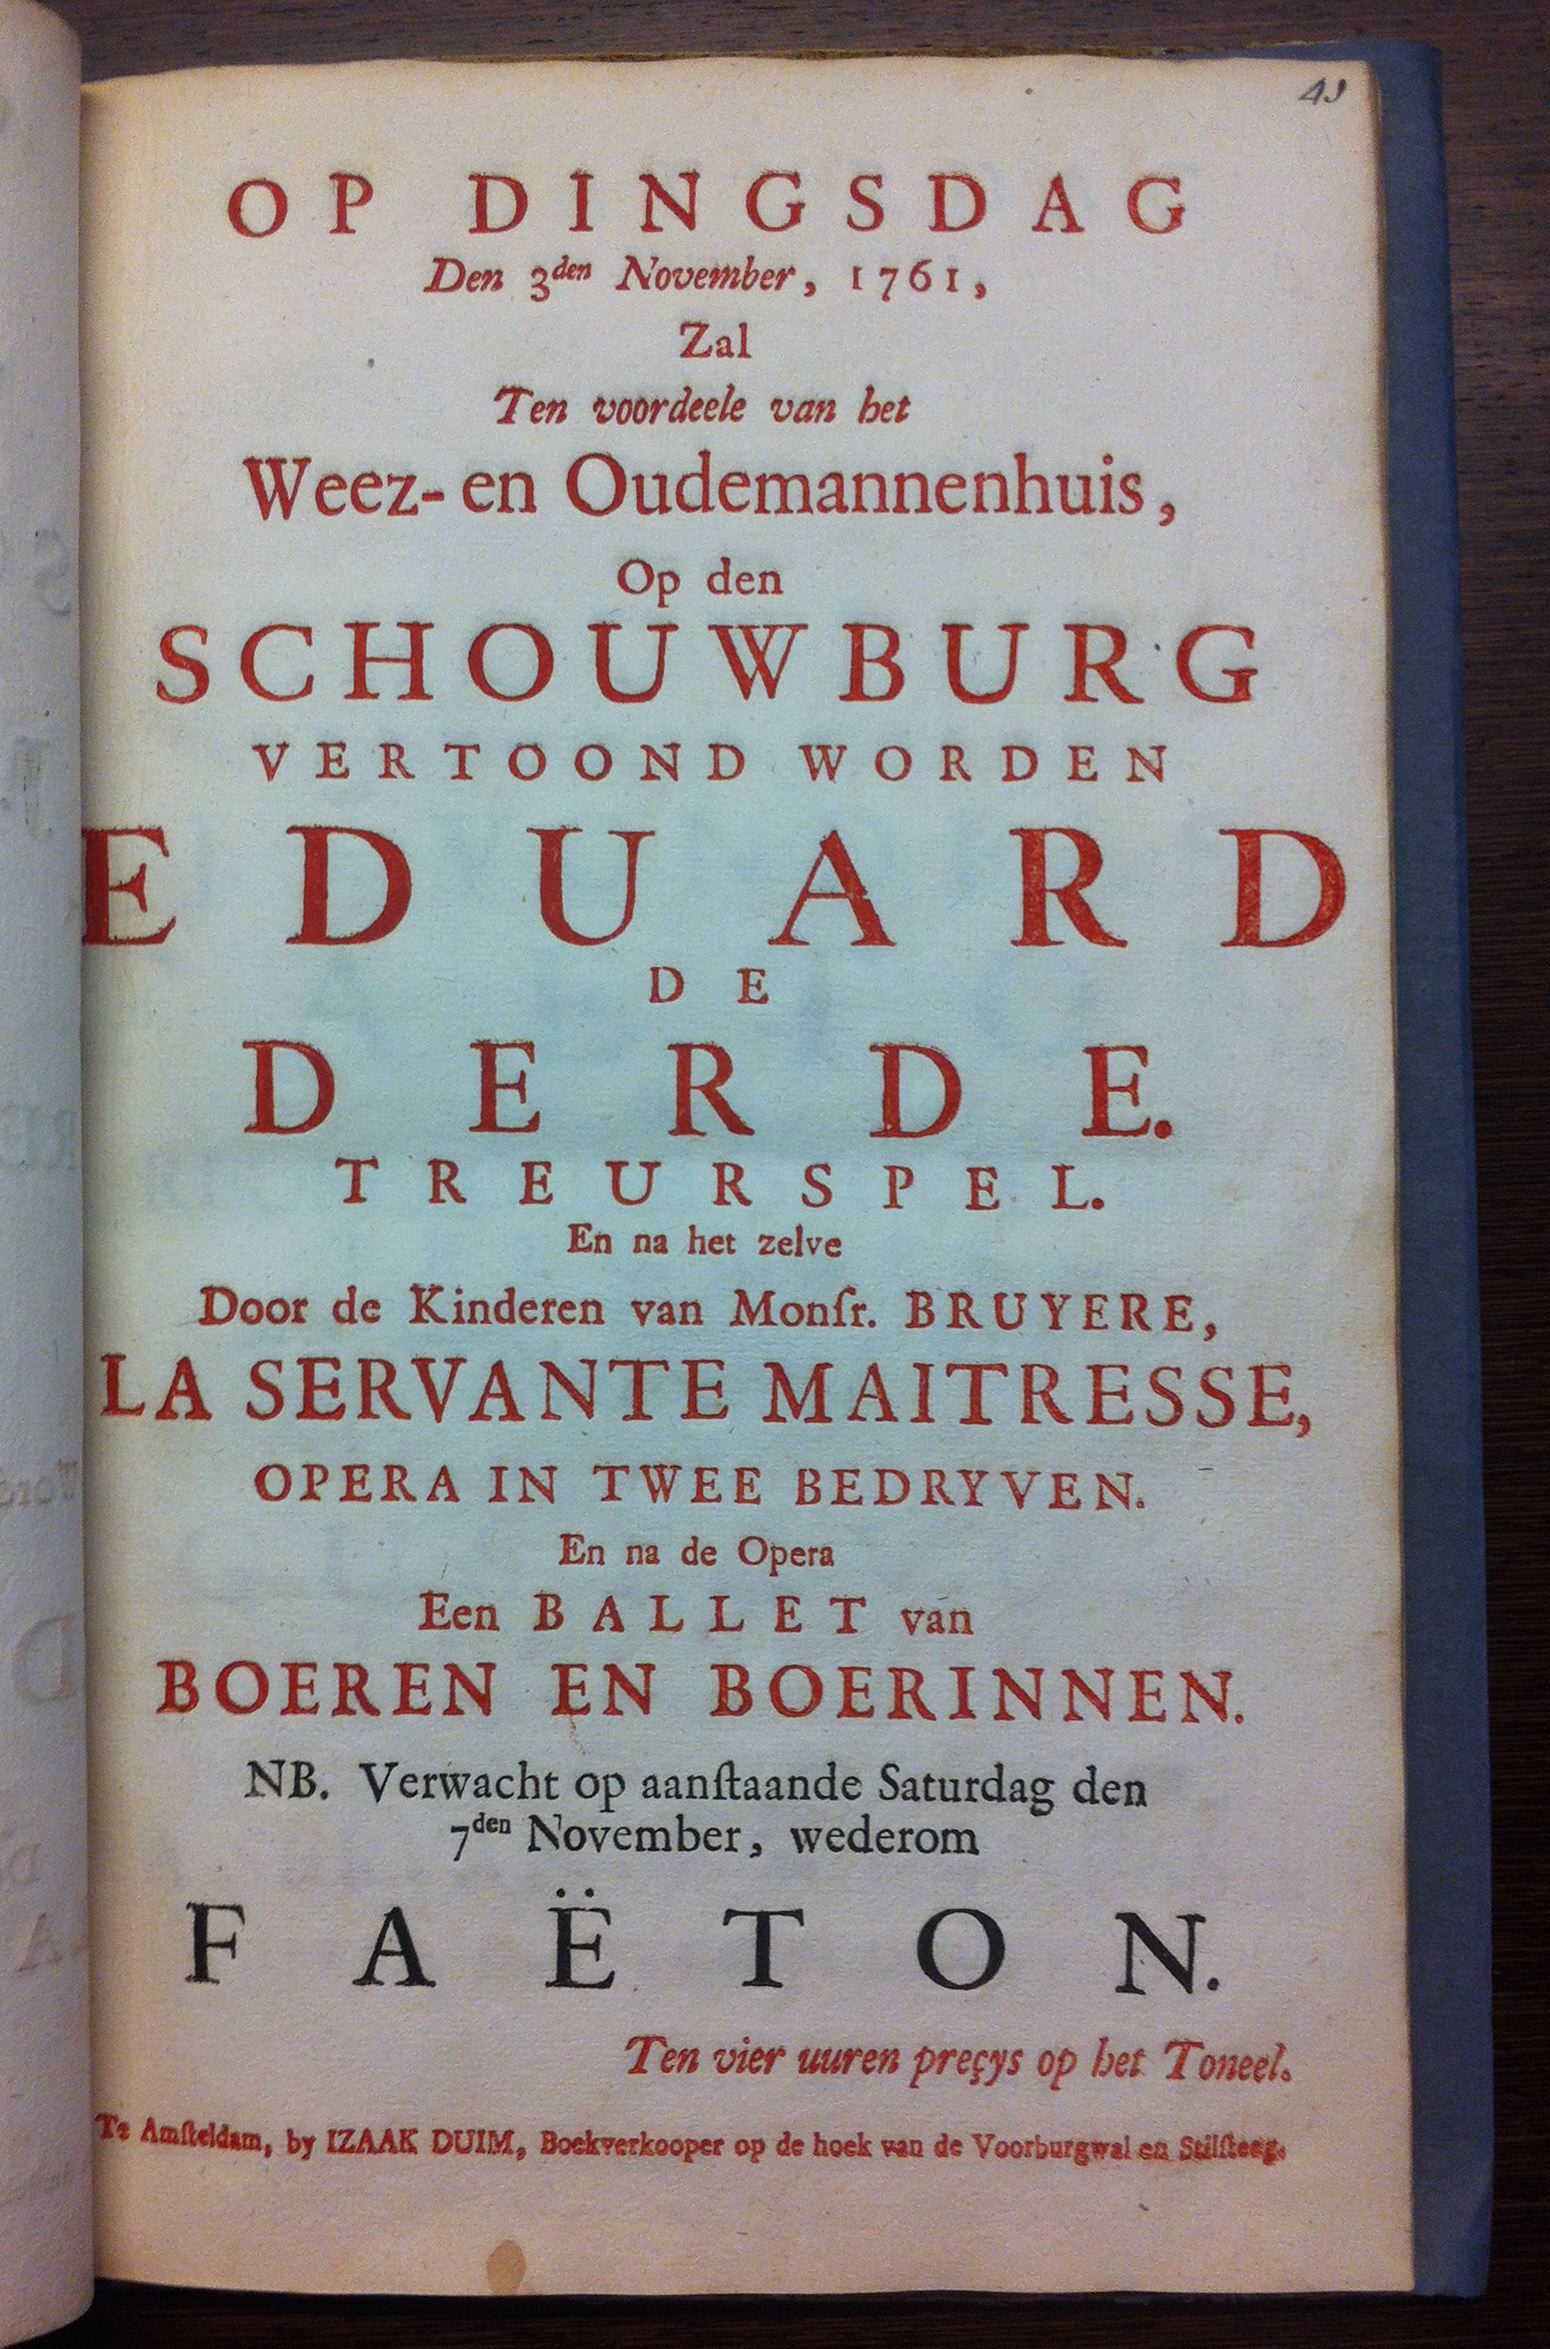 43
OP DINGSDAG
Den 3den November, 1761,
Zal
Ten voordeele van het
Weez- en Oudemannenhuis,
Op den
SCHOUWBURG
VERTOOND WORDEN
EDUARD
DE
DERDE.
TREURSPEL.
En na het zelve
Door de Kinderen van Monſr. BRUYERE,
LA SERVANTE MAITRESSE,
OPERA IN TWEE BEDRYVEN.
En na de Opera
Een BALLET van
BOEREN EN BOERINNEN.
NB. Verwacht op aanſtaande Saturdag den
7den November, wederom
FAËTON.
Ten vier uuren preçys op het Toneel.
Te Amſteldam, by IZAAK DUIM, Boekverkooper op de hoek van de Voorburgwal en Stilſteeg.